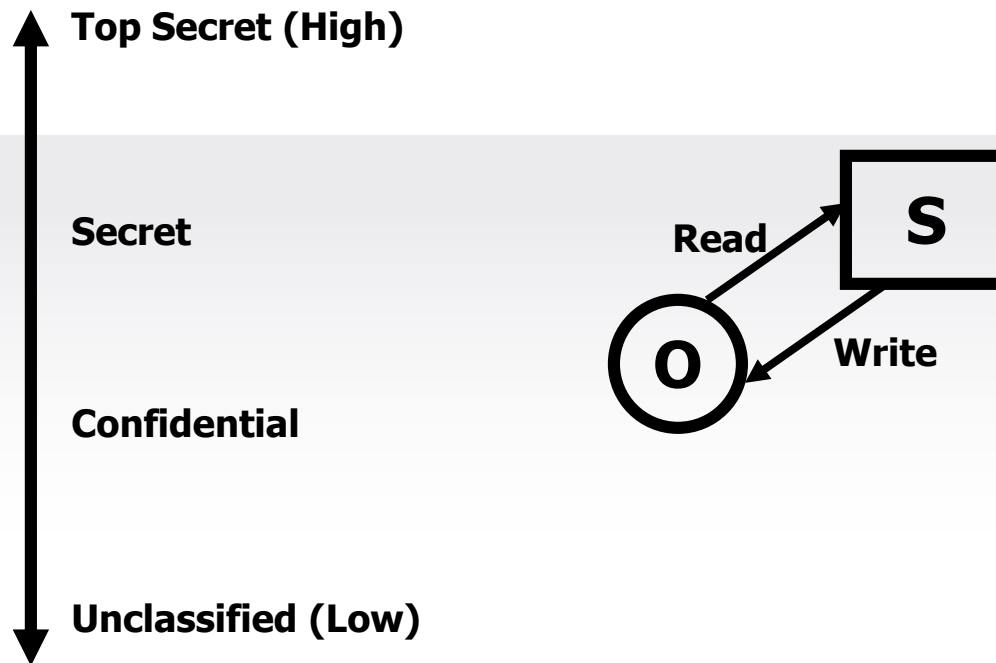 Top Secret (High)
Secret
Read
S
O
Write
Confidential
Unclassified (Low)